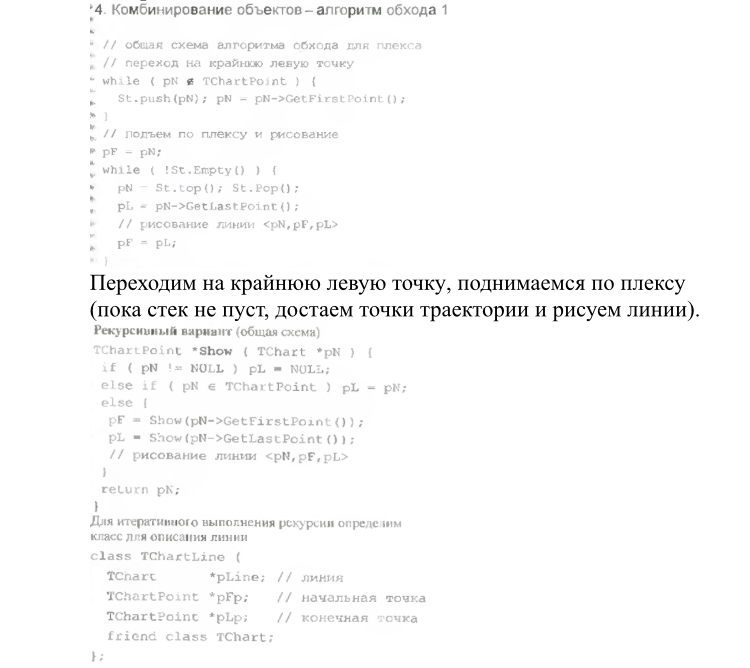 4. Комбинирование объектов – алгоритм обхода 1
// общая схема алгоритма обхода для плекса
// переход на крайнюю левую точку
while ( pN ∉ TChartPoint ) {
St.push(pN); pN = pN->GetFirstPoint();
}
// подъем по плексу и рисование
pF = pN;
while ( !St.Empty() ) {
pN = St.top(); St.Pop();
pL = pN->GetLastPoint();
// рисование линии <pN,pF,pL>
pF = pL;
}
Переходим на крайнюю левую точку, поднимаемся по плексу
(пока стек не пуст, достаем точки траектории и рисуем линии).
Рекурсивный вариант (общая схема)
TChartPoint *Show ( TChart *pN ) {
if ( pN != NULL ) pL = NULL;
else if ( pN ∈ TChartPoint ) pL = pN;
else {
pF = Show(pN->GetFirstPoint());
pL = Show(pN->GetLastPoint());
// рисование линии <pN,pF,pL>
}
return pN;
}
Для итеративного выполнения рекурсии определим
класс для описания линии
class TChartLine {
TChart *pLine; // линия
TChartPoint *pFp; // начальная точка
TChartPoint *pLp; // конечная точка
friend class TChart;
};